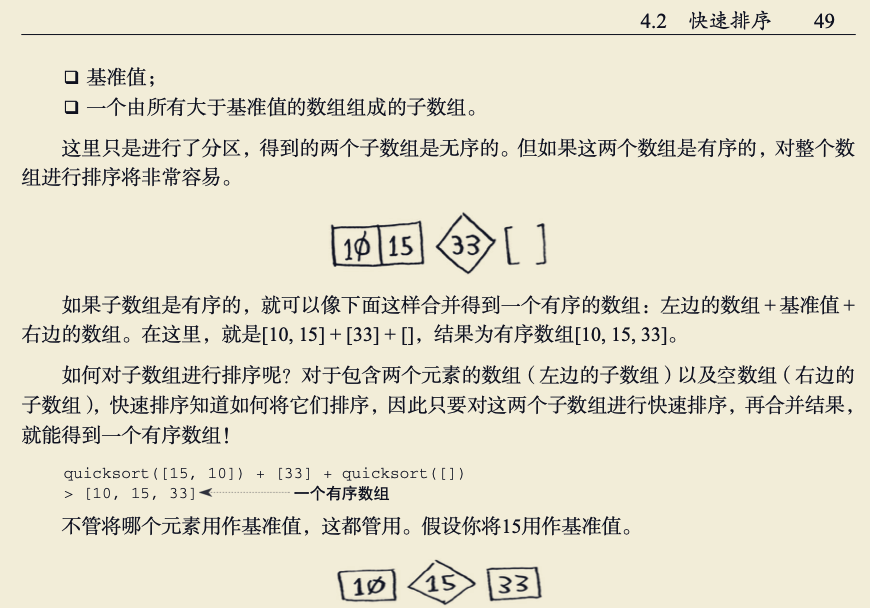 4.2 快速排序 49
❑ 基准值；
❑ 一个由所有大于基准值的数组组成的子数组。
这里只是进行了分区，得到的两个子数组是无序的。但如果这两个数组是有序的，对整个数
组进行排序将非常容易。
10 15 33 [ ]
如果子数组是有序的，就可以像下面这样合并得到一个有序的数组：左边的数组 + 基准值 +
右边的数组。在这里，就是[10, 15] + [33] + []，结果为有序数组[10, 15, 33]。
如何对子数组进行排序呢？对于包含两个元素的数组（左边的子数组）以及空数组（右边的
子数组），快速排序知道如何将它们排序，因此只要对这两个子数组进行快速排序，再合并结果，
就能得到一个有序数组！
quicksort([15, 10]) + [33] + quicksort([])
> [10, 15, 33] 一个有序数组
不管将哪个元素用作基准值，这都管用。假设你将15用作基准值。
10 15 33